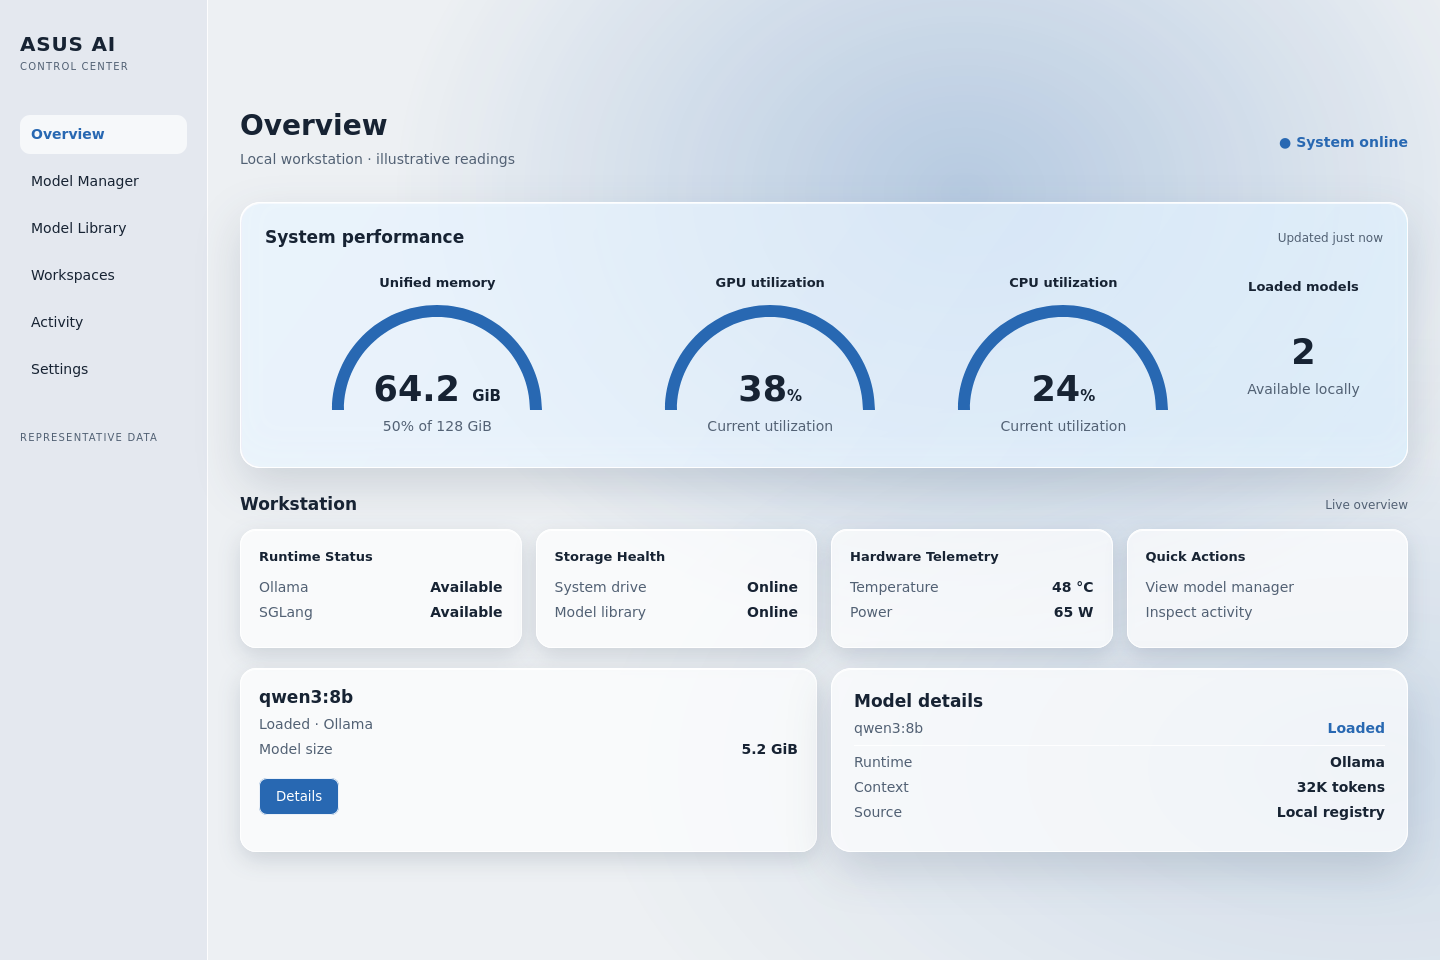 ASUS AI
CONTROL CENTER
Overview
Model Manager
Model Library
Workspaces
Activity
Settings
REPRESENTATIVE DATA
Overview
Local workstation · illustrative readings
● System online
System performance
Updated just now
Unified memory
64.2 GiB
50% of 128 GiB
GPU utilization
38%
Current utilization
CPU utilization
24%
Current utilization
Loaded models
2
Available locally
Workstation
Live overview
Runtime Status
Ollama Available
SGLang Available
Storage Health
System drive Online
Model library Online
Hardware Telemetry
Temperature 48 °C
Power 65 W
Quick Actions
View model manager
Inspect activity
qwen3:8b
Loaded · Ollama
Model size 5.2 GiB
Details
Model details
qwen3:8b Loaded
Runtime Ollama
Context 32K tokens
Source Local registry